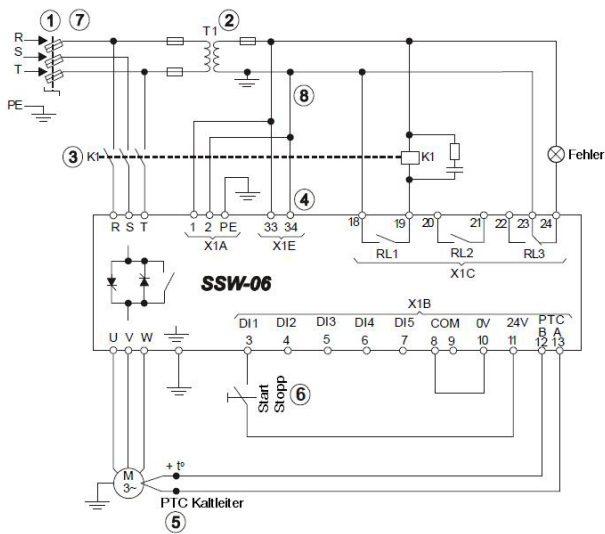 1 7 T1 2
R
S
T
PE
8
3 K1 K1 Fehler
4
R S T 1 2 PE 33 34 18 19 20 21 22 23 24
X1A X1E RL1 RL2 RL3
X1C
SSW-06
X1B
DI1 DI2 DI3 DI4 DI5 COM 0V 24V PTC
B A
U V W 3 4 5 6 7 8 9 10 11 12 13
Start
Stopp
6
M
3~
+ tº
PTC Kaltleiter
5